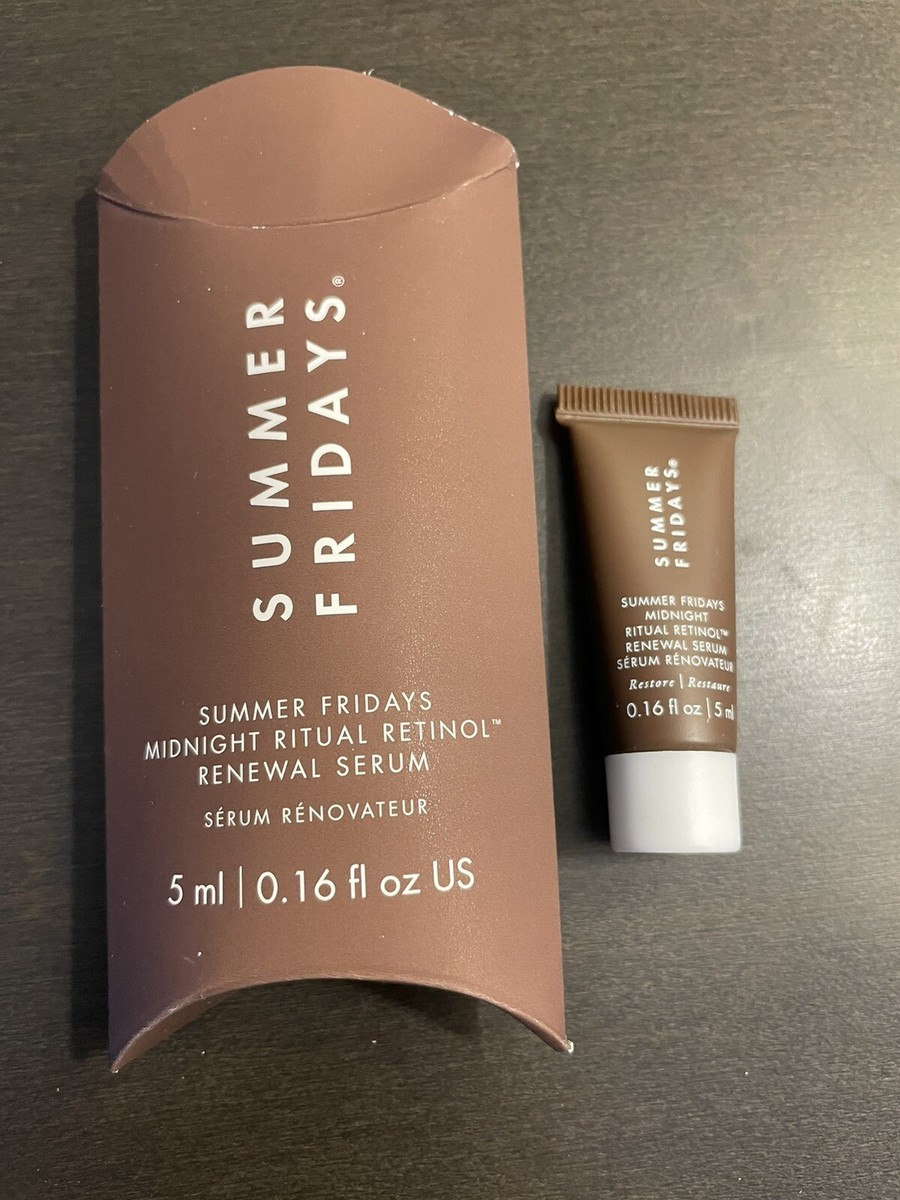 SUMMER
FRIDAYS®
SUMMER FRIDAYS
MIDNIGHT RITUAL RETINOL™
RENEWAL SERUM
SÉRUM RÉNOVATEUR
5 ml | 0.16 fl oz US
SUMMER
FRIDAYS®
SUMMER FRIDAYS
MIDNIGHT
RITUAL RETINOL™
RENEWAL SERUM
SÉRUM RÉNOVATEUR
Restore | Restaure
0.16 fl oz | 5 ml